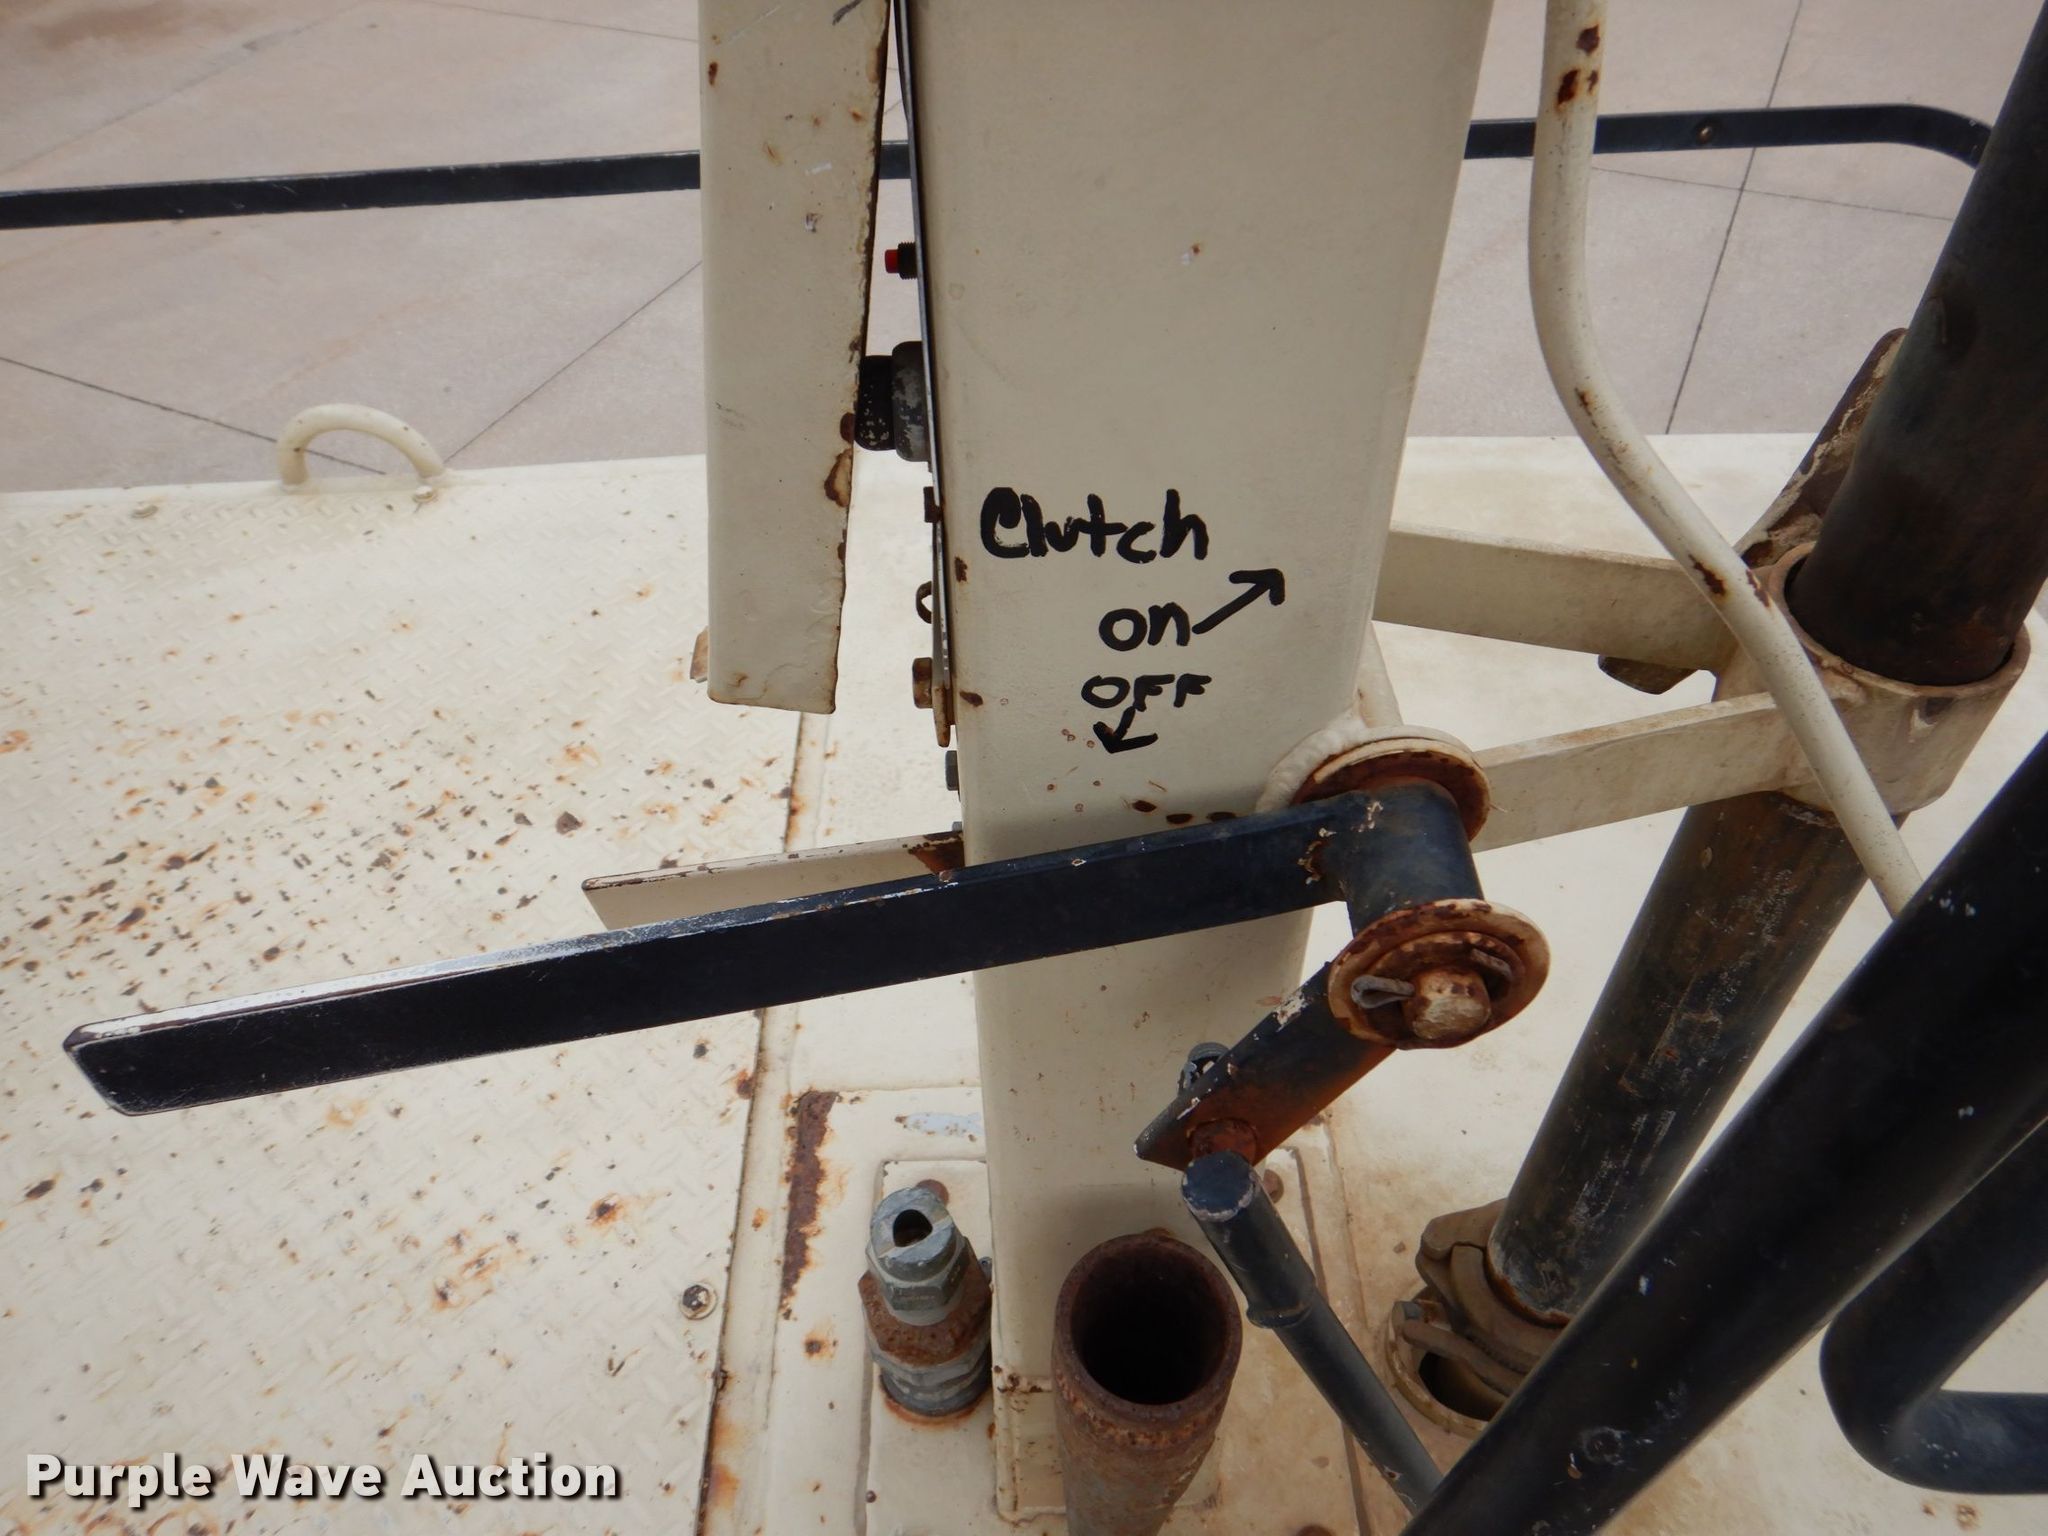 Clutch
on
OFF
Purple Wave Auction